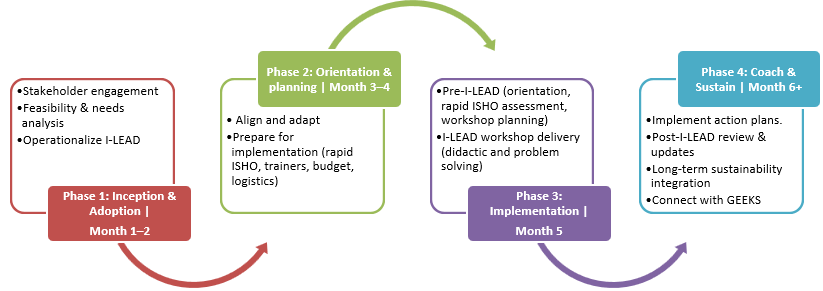 •Stakeholder engagement
•Feasibility & needs
analysis
•Operationalize I-LEAD
Phase 1: Inception &
Adoption |
Month 1–2
Phase 2: Orientation &
planning | Month 3–4
• Align and adapt
•Prepare for
implementation (rapid
ISHO, trainers, budget,
logistics)
•Pre-I-LEAD (orientation,
rapid ISHO assessment,
workshop planning)
•I-LEAD workshop delivery
(didactic and problem
solving)
Phase 3:
Implementation |
Month 5
Phase 4: Coach &
Sustain | Month 6+
•Implement action plans.
•Post-I-LEAD review &
updates
•Long-term sustainability
integration
•Connect with GEEKS